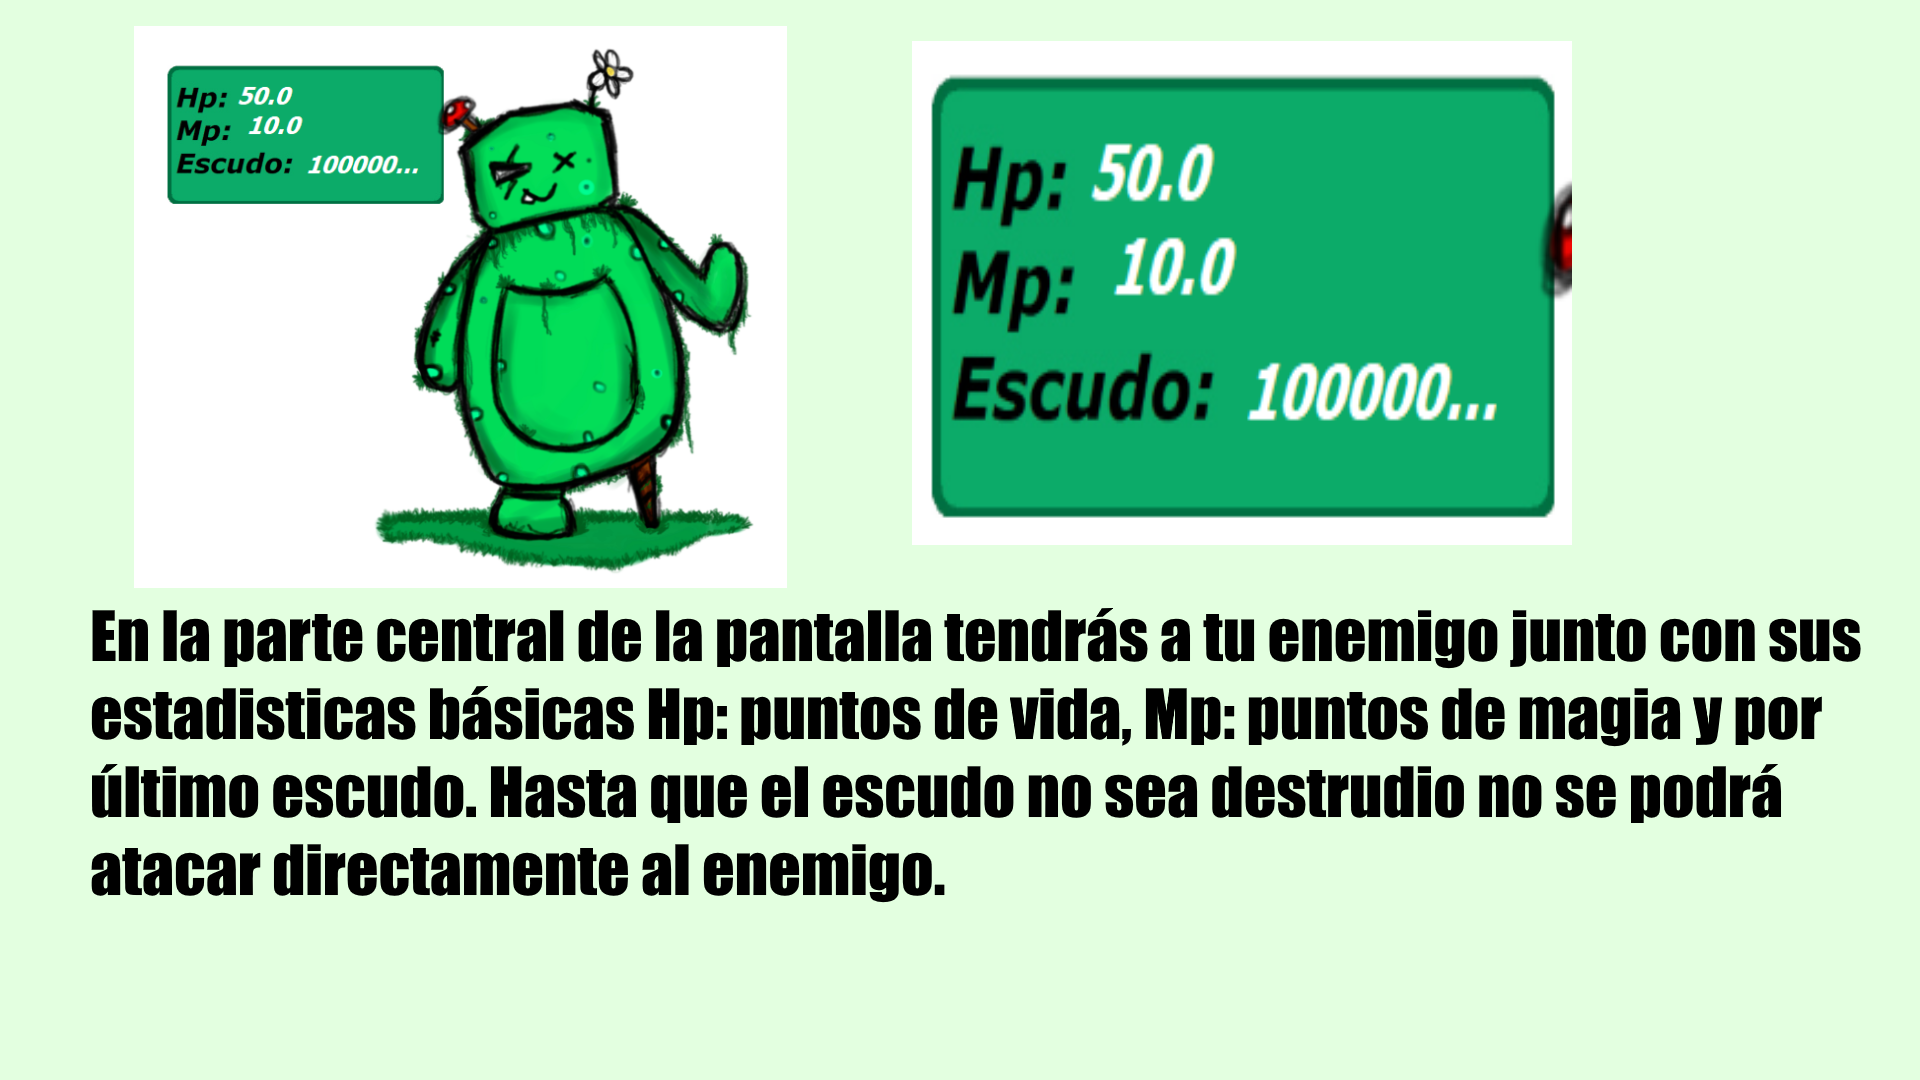 Hp: 50.0
Mp: 10.0
Escudo: 100000...
Hp: 50.0
Mp: 10.0
Escudo: 100000...
En la parte central de la pantalla tendrás a tu enemigo junto con sus
estadisticas básicas Hp: puntos de vida, Mp: puntos de magia y por
último escudo. Hasta que el escudo no sea destrudio no se podrá
atacar directamente al enemigo.